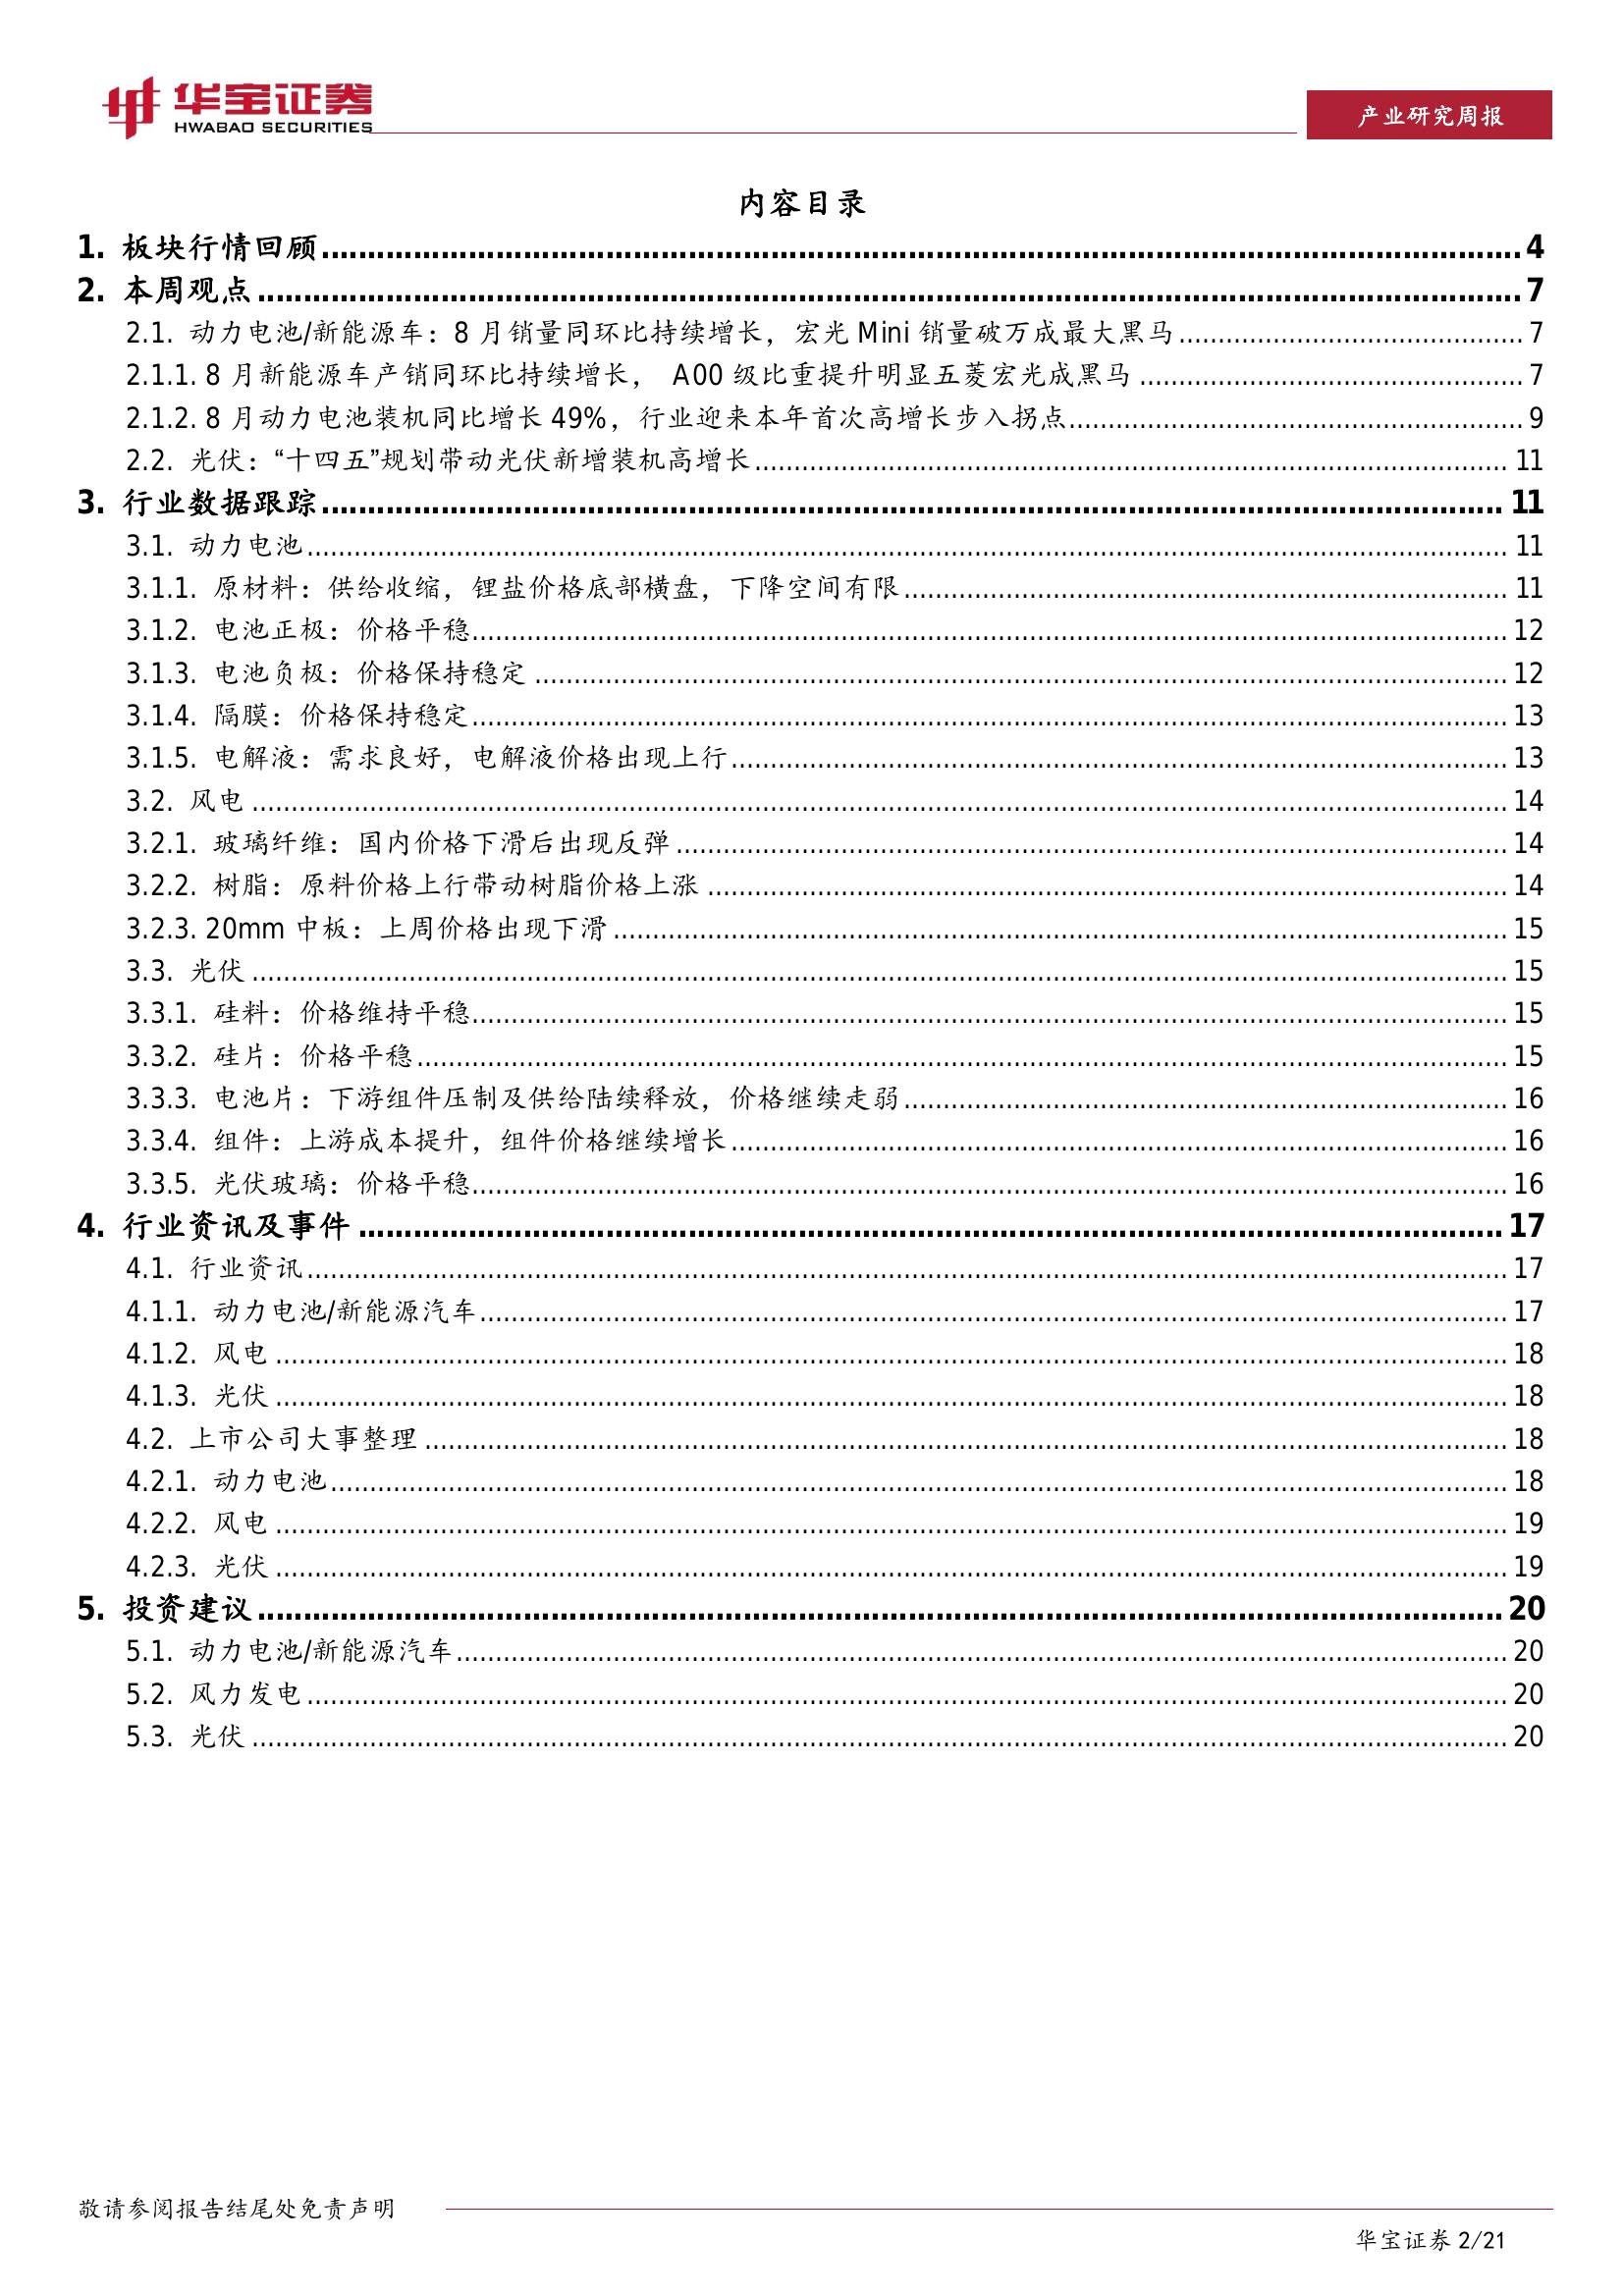 华宝证券
HWABAO SECURITIES
产业研究周报
内容目录
1. 板块行情回顾 4
2. 本周观点 7
2.1. 动力电池/新能源车：8 月销量同环比持续增长，宏光 Mini 销量破万成最大黑马 7
2.1.1. 8 月新能源车产销同环比持续增长， A00 级比重提升明显五菱宏光成黑马 7
2.1.2. 8 月动力电池装机同比增长 49%，行业迎来本年首次高增长步入拐点 9
2.2. 光伏：“十四五”规划带动光伏新增装机高增长 11
3. 行业数据跟踪 11
3.1. 动力电池 11
3.1.1. 原材料：供给收缩，锂盐价格底部横盘，下降空间有限 11
3.1.2. 电池正极：价格平稳 12
3.1.3. 电池负极：价格保持稳定 12
3.1.4. 隔膜：价格保持稳定 13
3.1.5. 电解液：需求良好，电解液价格出现上行 13
3.2. 风电 14
3.2.1. 玻璃纤维：国内价格下滑后出现反弹 14
3.2.2. 树脂：原料价格上行带动树脂价格上涨 14
3.2.3. 20mm 中板：上周价格出现下滑 15
3.3. 光伏 15
3.3.1. 硅料：价格维持平稳 15
3.3.2. 硅片：价格平稳 15
3.3.3. 电池片：下游组件压制及供给陆续释放，价格继续走弱 16
3.3.4. 组件：上游成本提升，组件价格继续增长 16
3.3.5. 光伏玻璃：价格平稳 16
4. 行业资讯及事件 17
4.1. 行业资讯 17
4.1.1. 动力电池/新能源汽车 17
4.1.2. 风电 18
4.1.3. 光伏 18
4.2. 上市公司大事整理 18
4.2.1. 动力电池 18
4.2.2. 风电 19
4.2.3. 光伏 19
5. 投资建议 20
5.1. 动力电池/新能源汽车 20
5.2. 风力发电 20
5.3. 光伏 20
敬请参阅报告结尾处免责声明
华宝证券 2/21